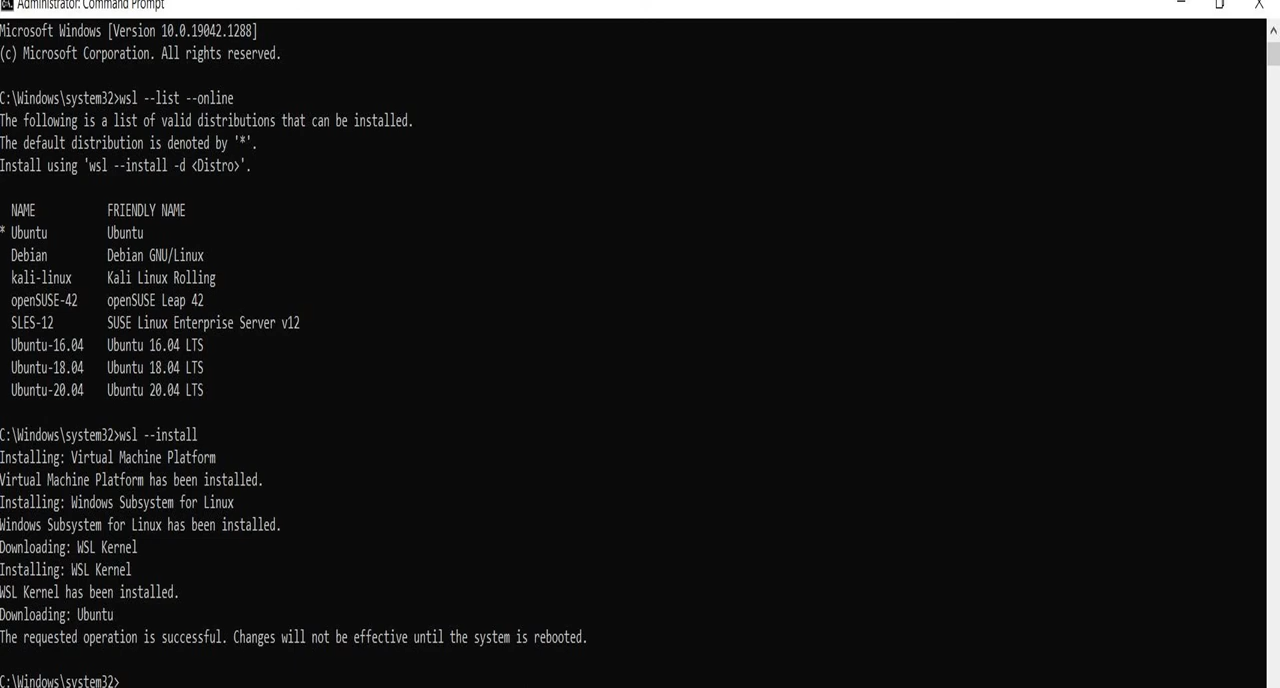 Administrator: Command Prompt
Microsoft Windows [Version 10.0.19042.1288]
(c) Microsoft Corporation. All rights reserved.
C:\Windows\system32>wsl --list --online
The following is a list of valid distributions that can be installed.
The default distribution is denoted by '*'.
Install using 'wsl --install -d <Distro>'.
NAME FRIENDLY NAME
* Ubuntu Ubuntu
Debian Debian GNU/Linux
kali-linux Kali Linux Rolling
openSUSE-42 openSUSE Leap 42
SLES-12 SUSE Linux Enterprise Server v12
Ubuntu-16.04 Ubuntu 16.04 LTS
Ubuntu-18.04 Ubuntu 18.04 LTS
Ubuntu-20.04 Ubuntu 20.04 LTS
C:\Windows\system32>wsl --install
Installing: Virtual Machine Platform
Virtual Machine Platform has been installed.
Installing: Windows Subsystem for Linux
Windows Subsystem for Linux has been installed.
Downloading: WSL Kernel
Installing: WSL Kernel
WSL Kernel has been installed.
Downloading: Ubuntu
The requested operation is successful. Changes will not be effective until the system is rebooted.
C:\Windows\system32>